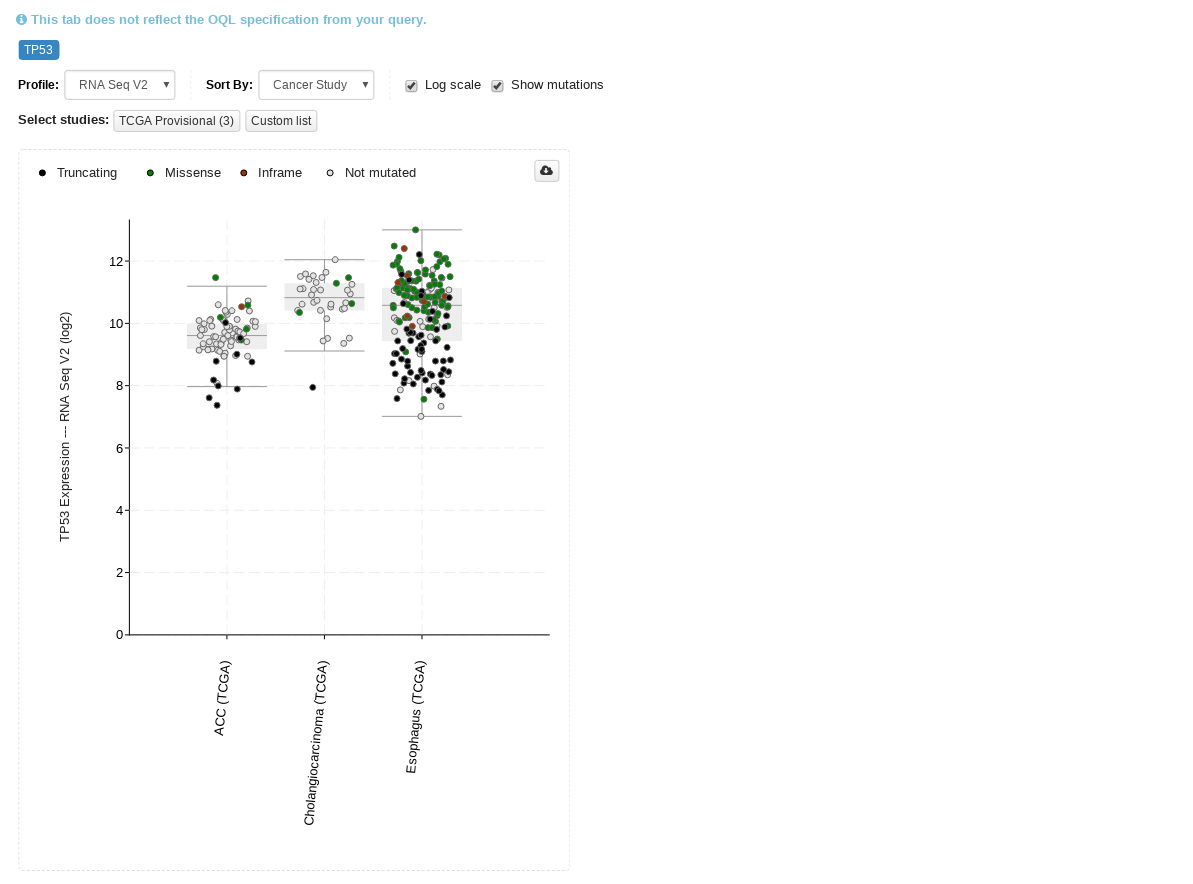 This tab does not reflect the OQL specification from your query.
TP53
Profile: RNA Seq V2 Sort By: Cancer Study Log scale Show mutations
Select studies: TCGA Provisional (3) Custom list
Truncating Missense Inframe Not mutated
TP53 Expression --- RNA Seq V2 (log2)
12
10
8
6
4
2
0
ACC (TCGA)
Cholangiocarcinoma (TCGA)
Esophagus (TCGA)